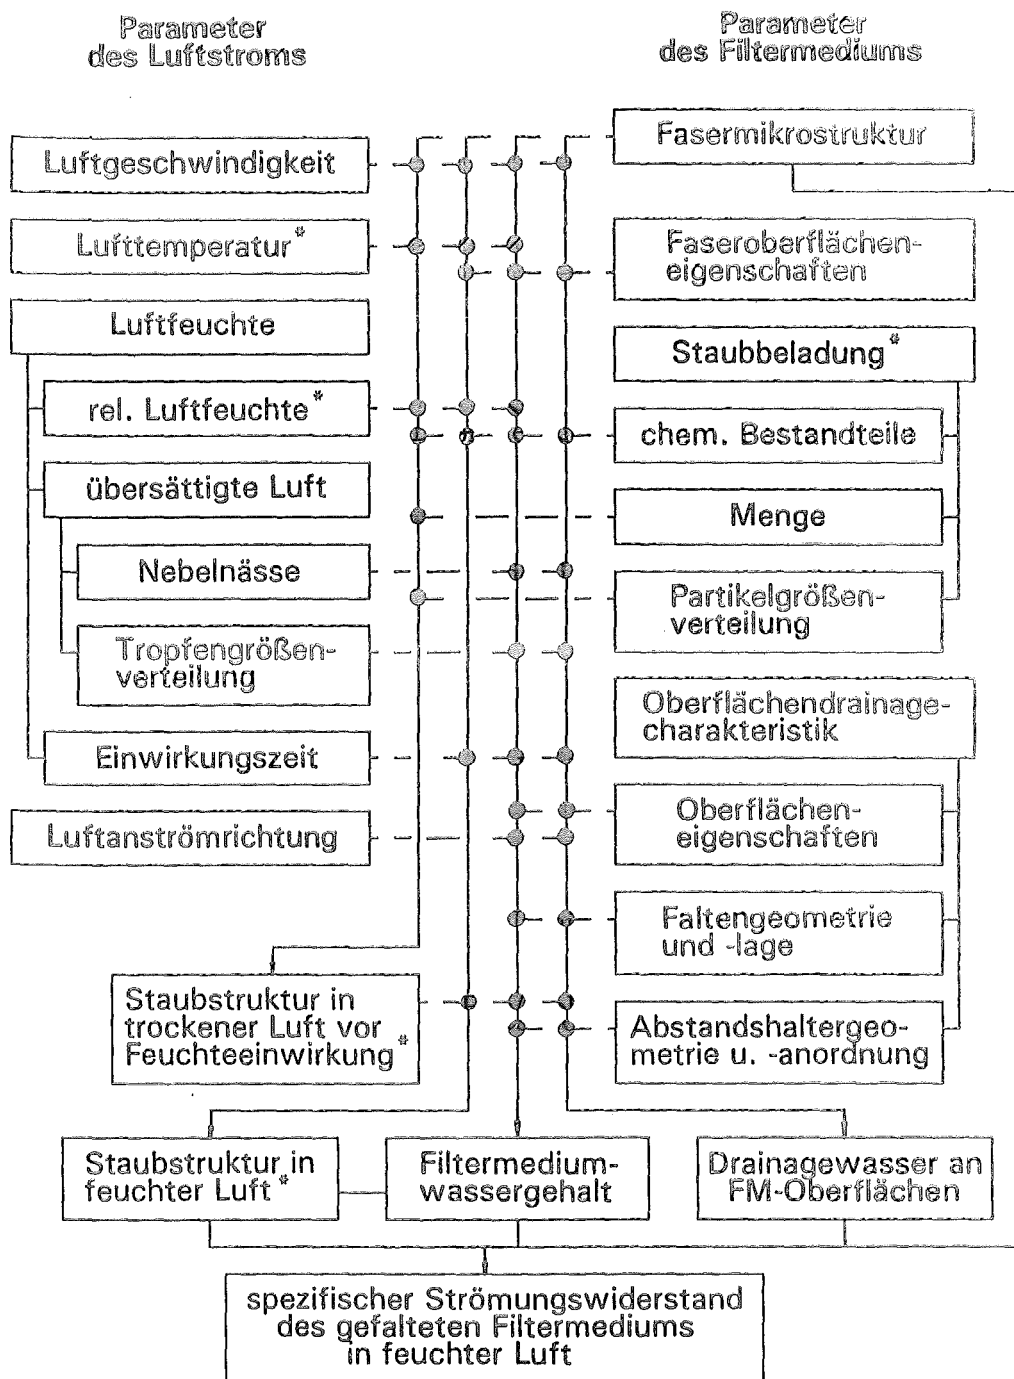 Parameter
des Luftstroms
Parameter
des Filtermediums
Luftgeschwindigkeit
Fasermikrostruktur
Lufttemperatur*
Faseroberflächen-
eigenschaften
Luftfeuchte
Staubbeladung*
rel. Luftfeuchte*
chem. Bestandteile
übersättigte Luft
Menge
Nebelnässe
Partikelgrößen-
verteilung
Tropfengrößen-
verteilung
Oberflächendrainage-
charakteristik
Einwirkungszeit
Oberflächen-
eigenschaften
Luftanströmrichtung
Faltengeometrie
und -lage
Staubstruktur in
trockener Luft vor
Feuchteeinwirkung*
Abstandshaltergeo-
metrie u. -anordnung
Staubstruktur in
feuchter Luft*
Filtermedium-
wassergehalt
Drainagewasser an
FM-Oberflächen
spezifischer Strömungswiderstand
des gefalteten Filtermediums
in feuchter Luft